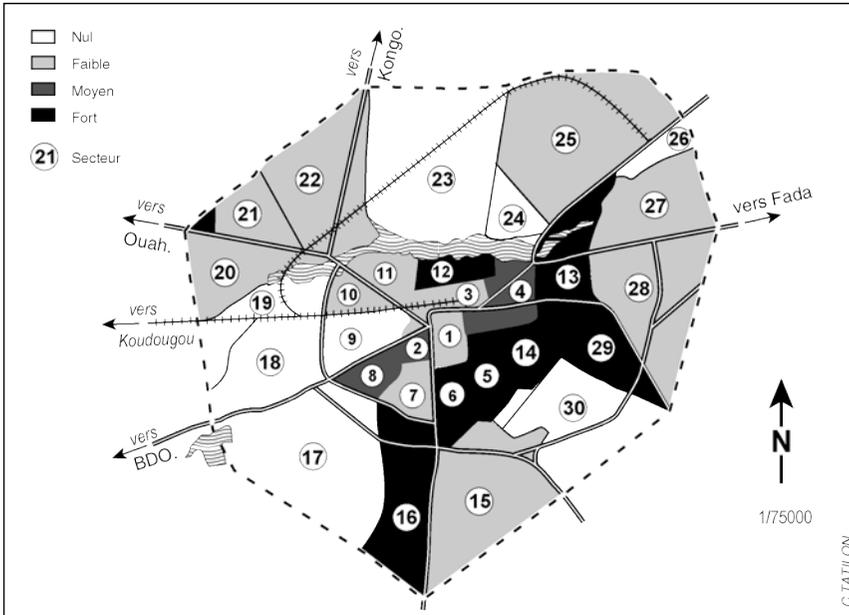 Nul
Faible
Moyen
Fort
21 Secteur
vers Kongo.
vers Ouah.
vers Fada
vers Koudougou
vers BDO.
22
23
25
26
21
24
27
20
11
12
13
19
10
3
4
28
9
1
18
2
14
29
8
5
7
6
30
17
16
15
N
1/75000
C.TATILON